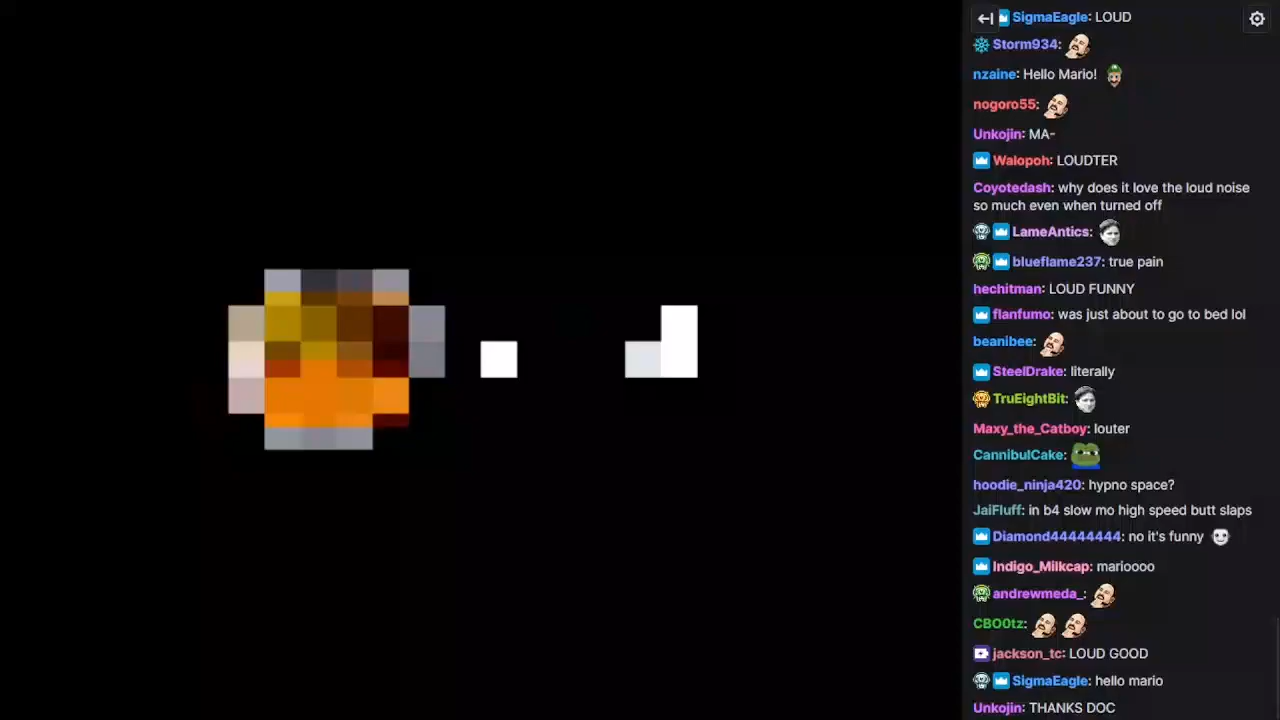 SigmaEagle: LOUD
Storm934:
nzaine: Hello Mario!
nogoro55:
Unkojin: MA-
Walopoh: LOUDTER
Coyotedash: why does it love the loud noise
so much even when turned off
LameAntics:
blueflame237: true pain
hechitman: LOUD FUNNY
flanfumo: was just about to go to bed lol
beanibee:
SteelDrake: literally
TruEightBit:
Maxy_the_Catboy: louter
CannibulCake:
hoodie_ninja420: hypno space?
JaiFluff: in b4 slow mo high speed butt slaps
Diamond44444444: no it's funny
Indigo_Milkcap: marioooo
andrewmeda_:
CBO0tz:
jackson_tc: LOUD GOOD
SigmaEagle: hello mario
Unkojin: THANKS DOC